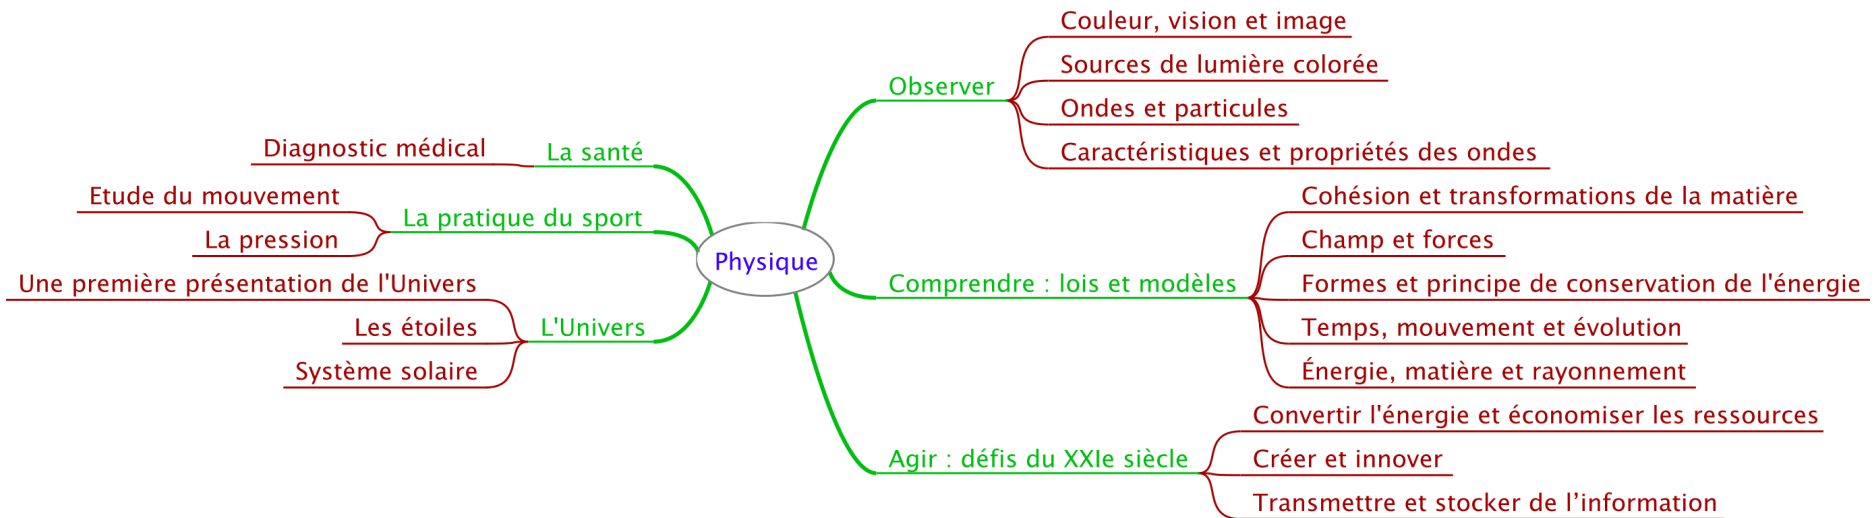 Physique
La santé
Diagnostic médical
La pratique du sport
Etude du mouvement
La pression
L'Univers
Une première présentation de l'Univers
Les étoiles
Système solaire
Observer
Couleur, vision et image
Sources de lumière colorée
Ondes et particules
Caractéristiques et propriétés des ondes
Comprendre : lois et modèles
Cohésion et transformations de la matière
Champ et forces
Formes et principe de conservation de l'énergie
Temps, mouvement et évolution
Énergie, matière et rayonnement
Agir : défis du XXIe siècle
Convertir l'énergie et économiser les ressources
Créer et innover
Transmettre et stocker de l’information